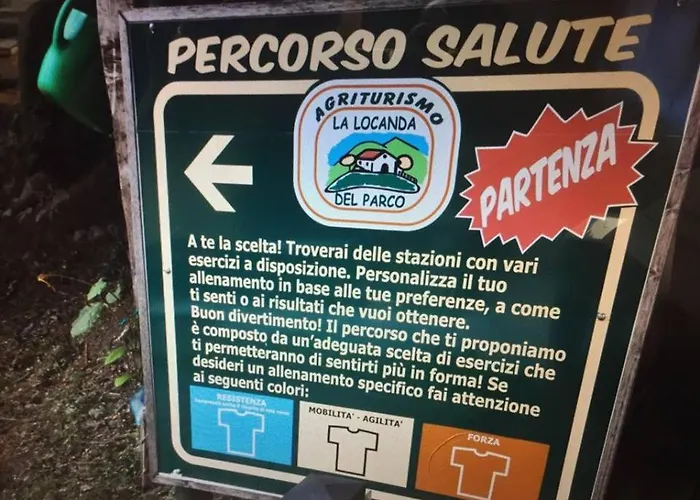 PERCORSO SALUTE
AGRITURISMO
LA LOCANDA
DEL PARCO
PARTENZA
A te la scelta! Troverai delle stazioni con vari
esercizi a disposizione. Personalizza il tuo
allenamento in base alle tue preferenze, a come
ti senti o ai risultati che vuoi ottenere.
Buon divertimento! Il percorso che ti proponiamo
è composto da un'adeguata scelta di esercizi che
ti permetteranno di sentirti più in forma! Se
desideri un allenamento specifico fai attenzione
ai seguenti colori:
RESISTENZA
MOBILITA' - AGILITA'
FORZA